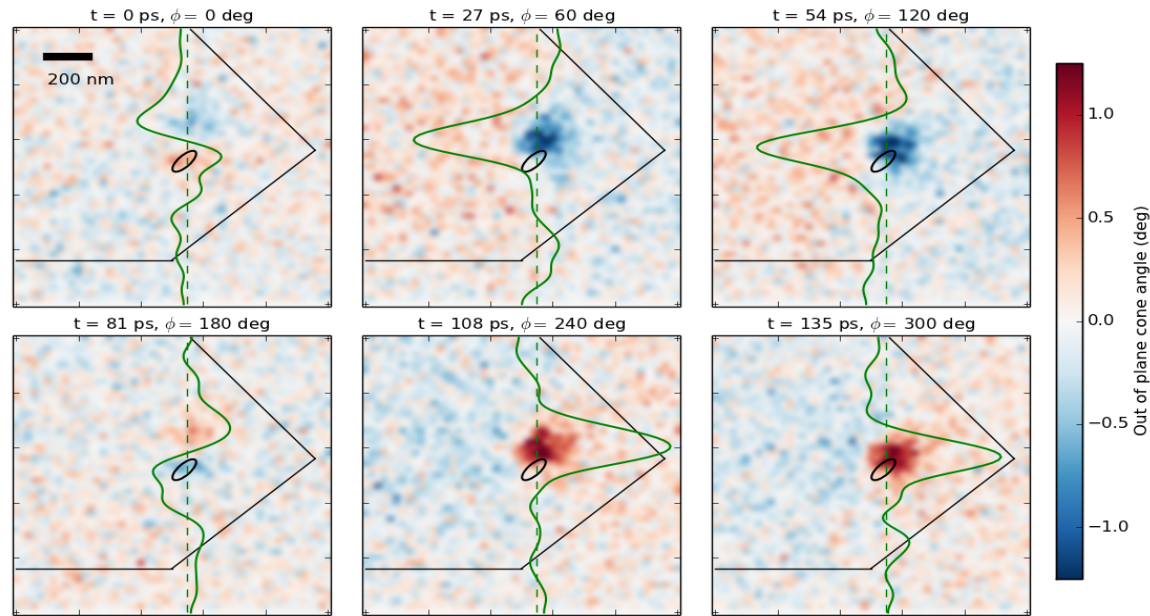 t = 0 ps, ϕ= 0 deg
t = 27 ps, ϕ= 60 deg
t = 54 ps, ϕ= 120 deg
200 nm
t = 81 ps, ϕ= 180 deg
t = 108 ps, ϕ= 240 deg
t = 135 ps, ϕ= 300 deg
1.0
0.5
0.0
−0.5
−1.0
Out of plane cone angle (deg)